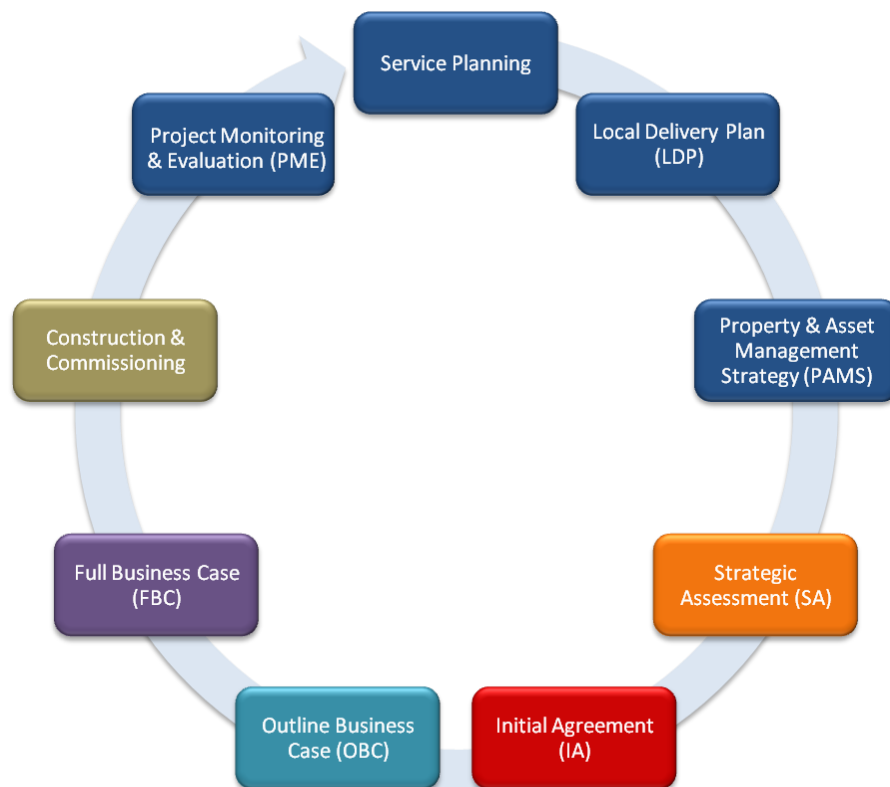 Service Planning
Local Delivery Plan
(LDP)
Property & Asset
Management
Strategy (PAMS)
Strategic
Assessment (SA)
Initial Agreement
(IA)
Outline Business
Case (OBC)
Full Business Case
(FBC)
Construction &
Commissioning
Project Monitoring
& Evaluation (PME)